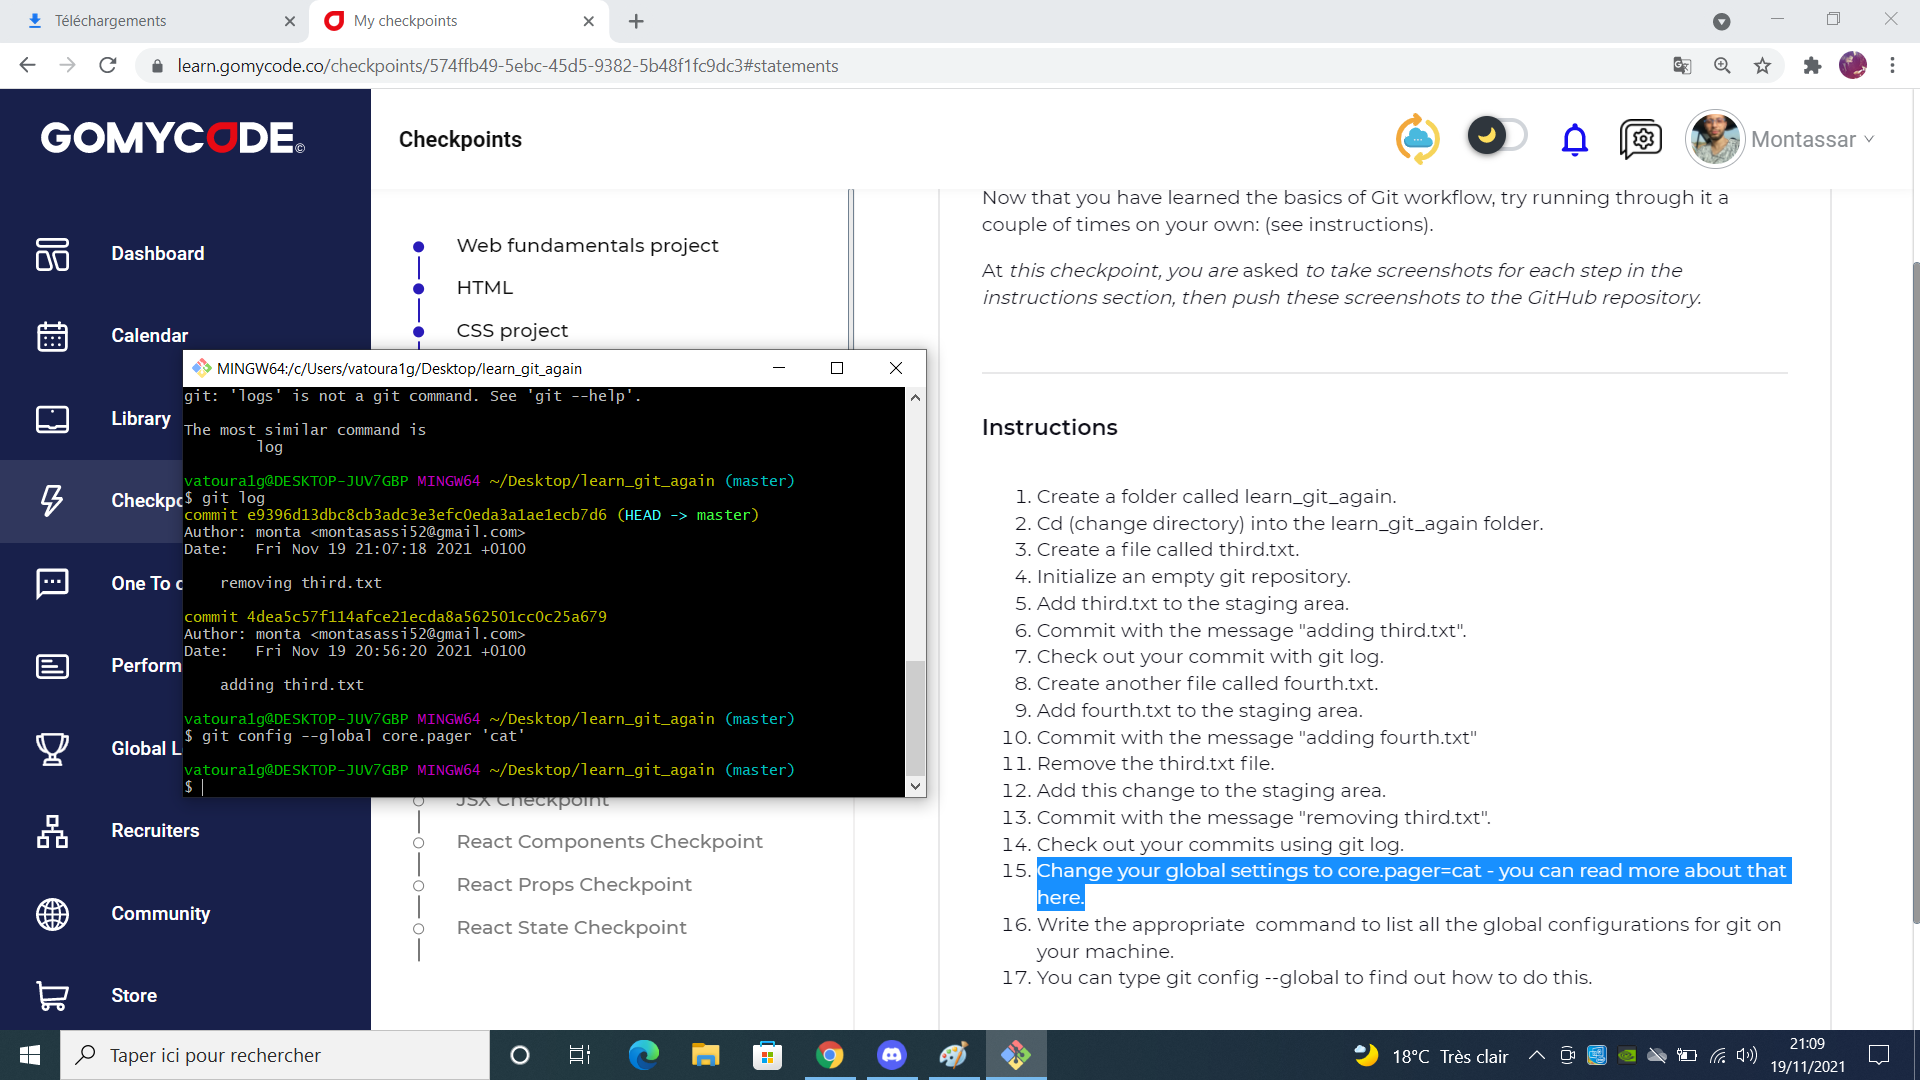 Téléchargements
My checkpoints
learn.gomycode.co/checkpoints/574ffb49-5ebc-45d5-9382-5b48f1fc9dc3#statements
GOMYCODE©
Checkpoints
Montassar
Dashboard
Calendar
Library
Checkpo
One To o
Perform
Global L
Recruiters
Community
Store
Web fundamentals project
HTML
CSS project
JSX Checkpoint
React Components Checkpoint
React Props Checkpoint
React State Checkpoint
MINGW64:/c/Users/vatoura1g/Desktop/learn_git_again
git: 'logs' is not a git command. See 'git --help'.
The most similar command is
log
vatoura1g@DESKTOP-JUV7GBP MINGW64 ~/Desktop/learn_git_again (master)
$ git log
commit e9396d13dbc8cb3adc3e3efc0eda3a1ae1ecb7d6 (HEAD -> master)
Author: monta <montasassi52@gmail.com>
Date:   Fri Nov 19 21:07:18 2021 +0100
removing third.txt
commit 4dea5c57f114afce21ecda8a562501cc0c25a679
Author: monta <montasassi52@gmail.com>
Date:   Fri Nov 19 20:56:20 2021 +0100
adding third.txt
vatoura1g@DESKTOP-JUV7GBP MINGW64 ~/Desktop/learn_git_again (master)
$ git config --global core.pager 'cat'
vatoura1g@DESKTOP-JUV7GBP MINGW64 ~/Desktop/learn_git_again (master)
$
Now that you have learned the basics of Git workflow, try running through it a
couple of times on your own: (see instructions).
At this checkpoint, you are asked to take screenshots for each step in the
instructions section, then push these screenshots to the GitHub repository.
Instructions
1. Create a folder called learn_git_again.
2. Cd (change directory) into the learn_git_again folder.
3. Create a file called third.txt.
4. Initialize an empty git repository.
5. Add third.txt to the staging area.
6. Commit with the message "adding third.txt".
7. Check out your commit with git log.
8. Create another file called fourth.txt.
9. Add fourth.txt to the staging area.
10. Commit with the message "adding fourth.txt"
11. Remove the third.txt file.
12. Add this change to the staging area.
13. Commit with the message "removing third.txt".
14. Check out your commits using git log.
15. Change your global settings to core.pager=cat - you can read more about that
here.
16. Write the appropriate  command to list all the global configurations for git on
your machine.
17. You can type git config --global to find out how to do this.
Taper ici pour rechercher
18°C Très clair
21:09
19/11/2021